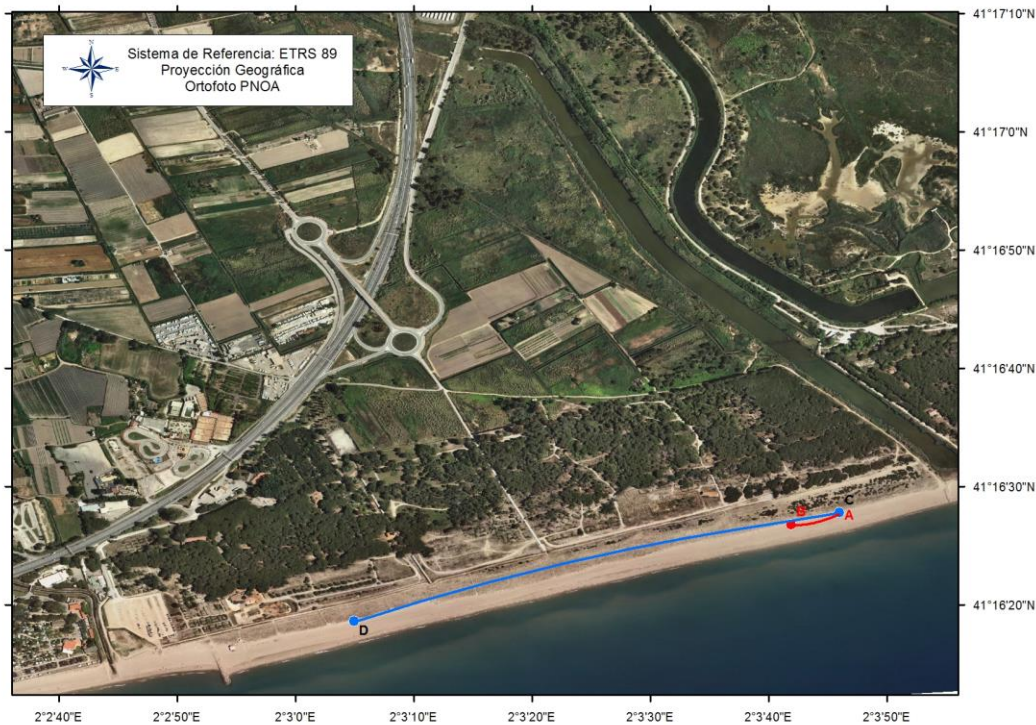 Sistema de Referencia: ETRS 89
Proyección Geográfica
Ortofoto PNOA
41°17'10"N
41°17'0"N
41°16'50"N
41°16'40"N
41°16'30"N
41°16'20"N
C
B
A
D
2°2'40"E
2°2'50"E
2°3'0"E
2°3'10"E
2°3'20"E
2°3'30"E
2°3'40"E
2°3'50"E